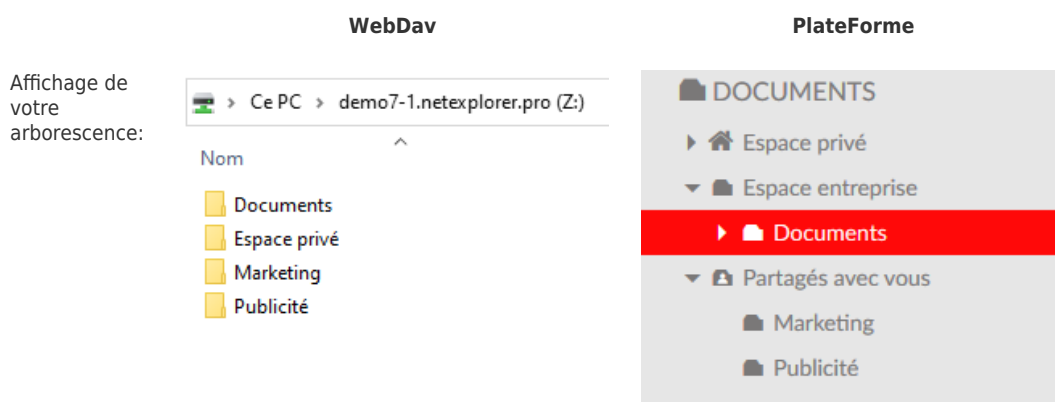 WebDav
PlateForme
Affichage de
votre
arborescence:
Ce PC > demo7-1.netexplorer.pro (Z:)
Nom
Documents
Espace privé
Marketing
Publicité
DOCUMENTS
Espace privé
Espace entreprise
Documents
Partagés avec vous
Marketing
Publicité